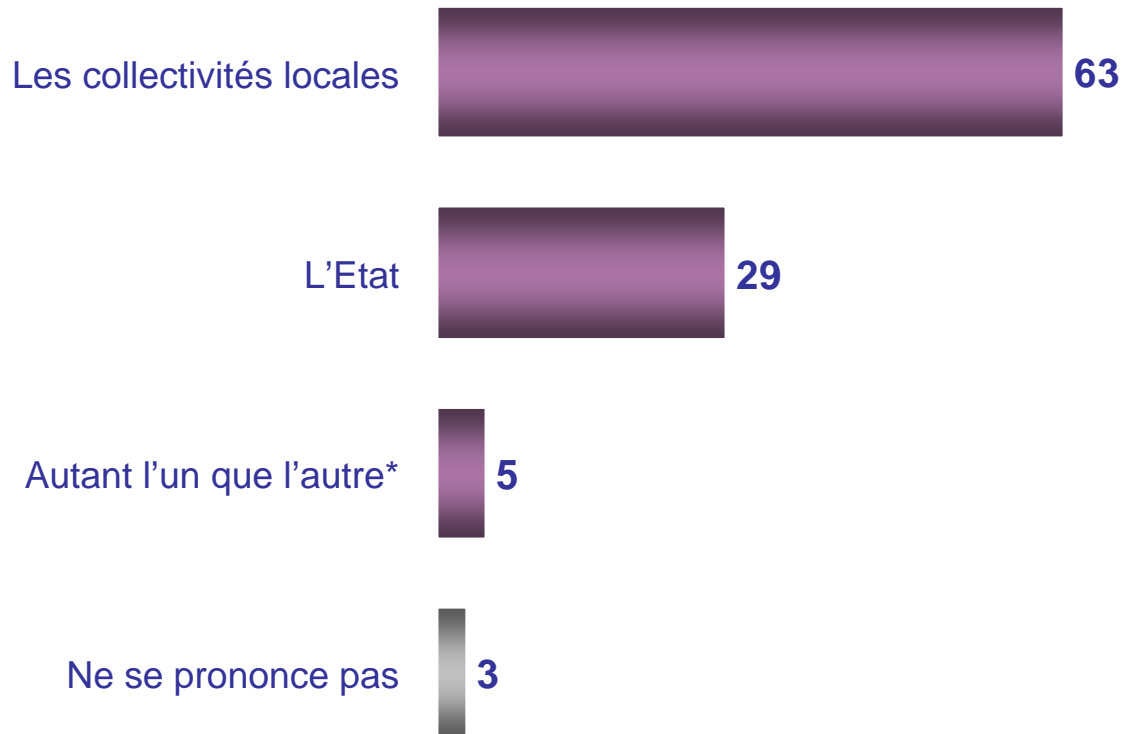 Les collectivités locales 63
L’Etat 29
Autant l’un que l’autre* 5
Ne se prononce pas 3